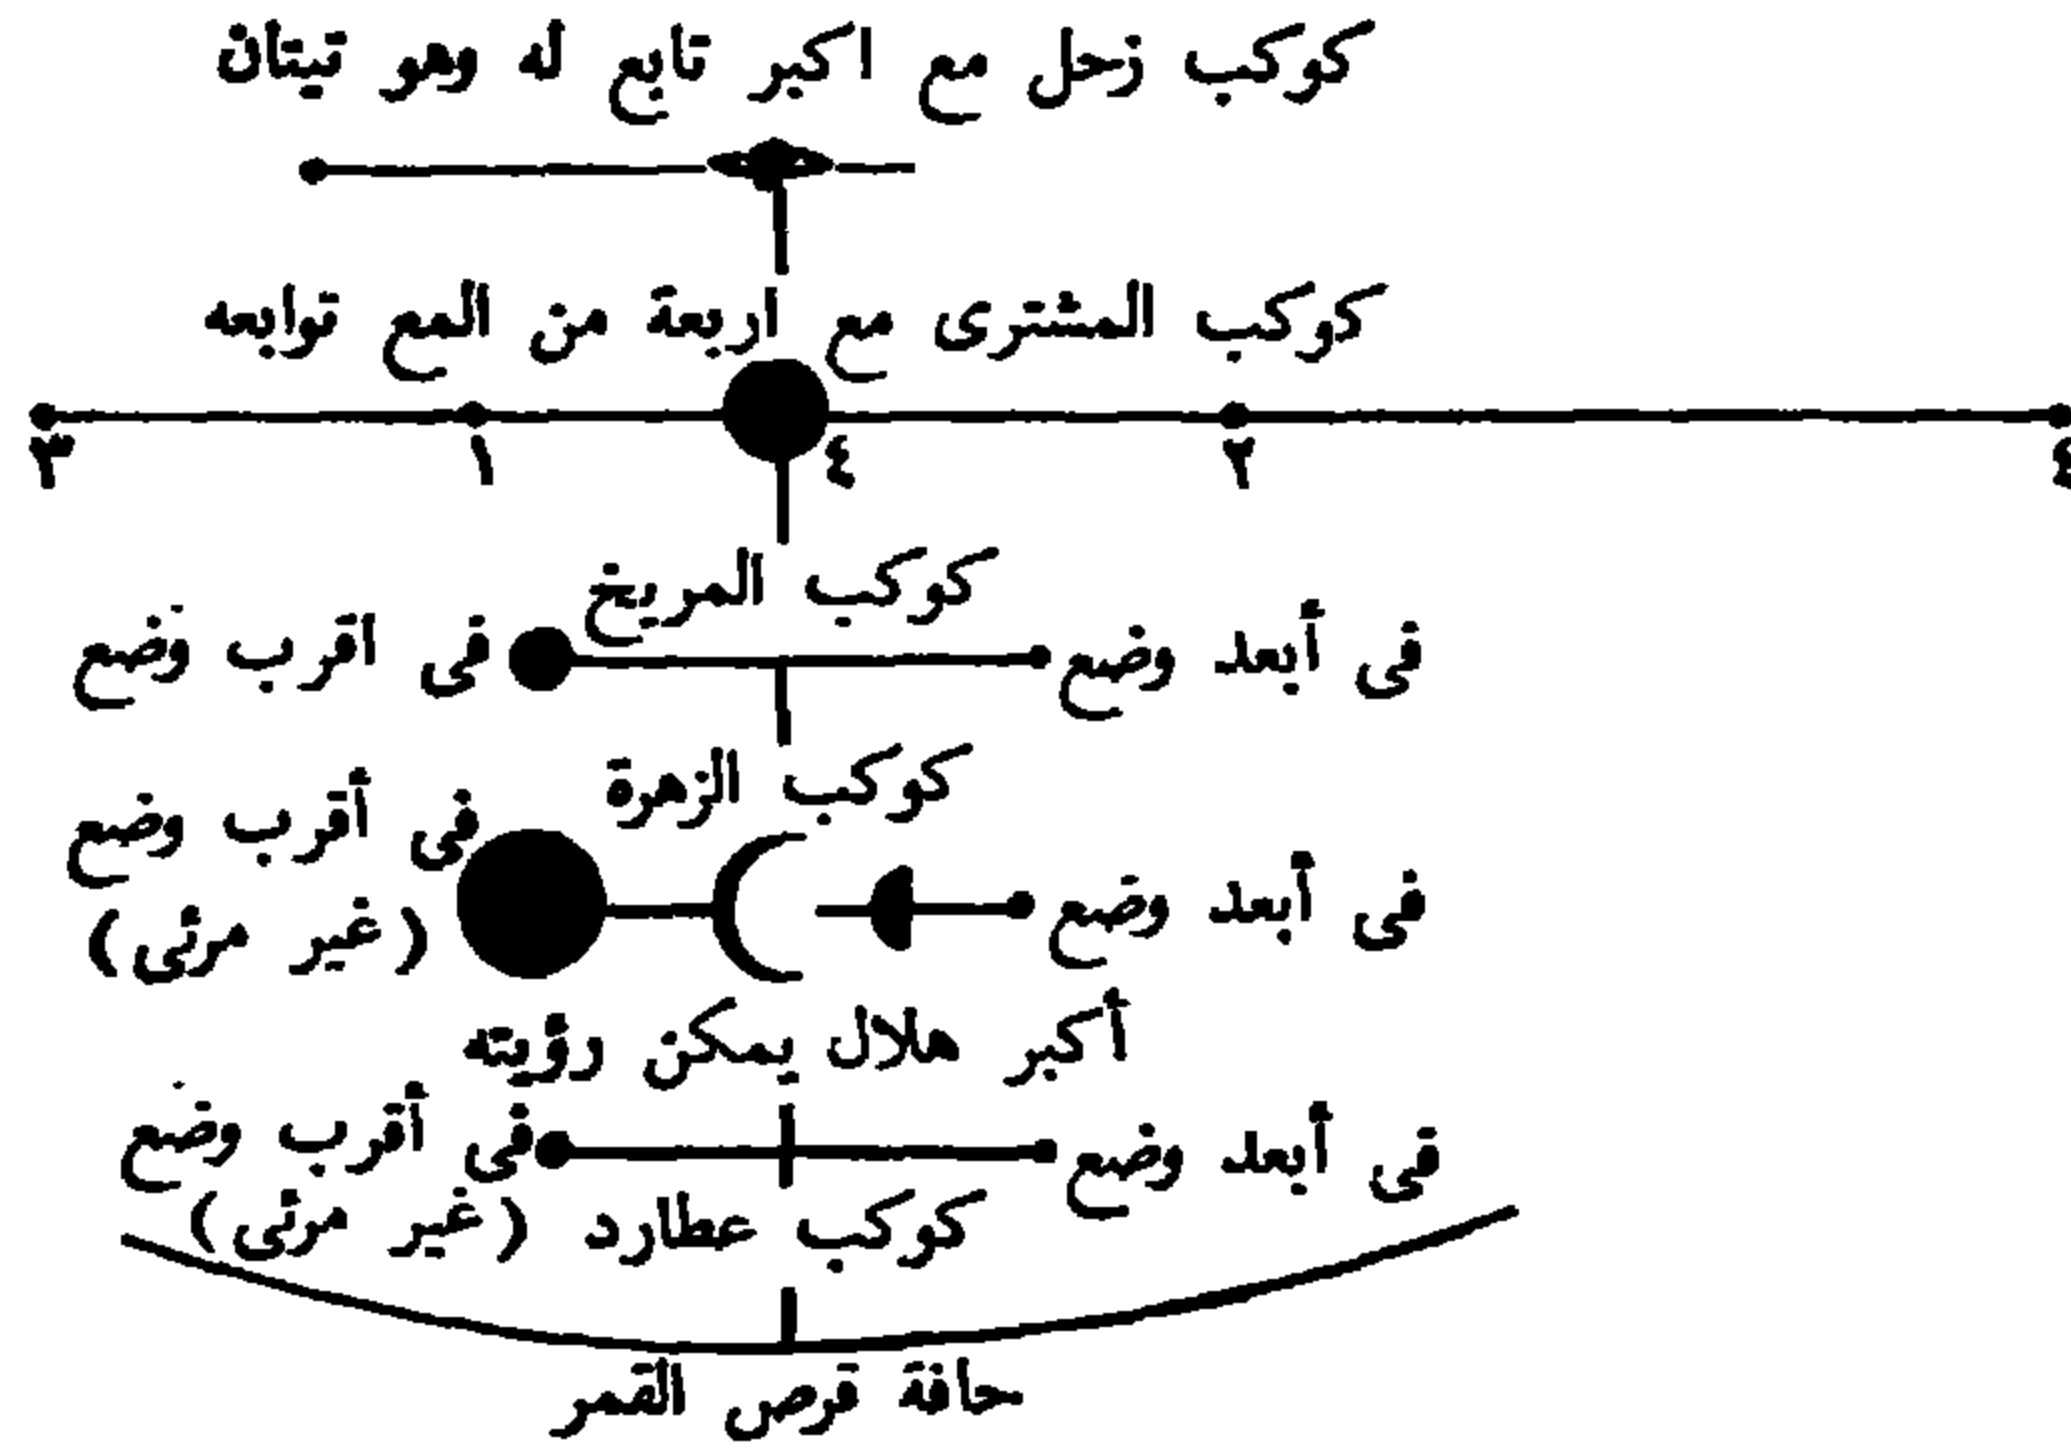 كوكب زحل مع اكبر تابع له وهو تيتان
كوكب المشترى مع اربعة من المع توابعه
٤ ٢ ٤ ١ ٣
كوكب المريخ
فى أبعد وضع فى اقرب وضع
كوكب الزهرة
فى أبعد وضع فى أقرب وضع
(غير مرئى)
أكبر هلال يمكن رؤيته
فى أبعد وضع فى أقرب وضع
كوكب عطارد (غير مرئى)
حافة قرص القمر